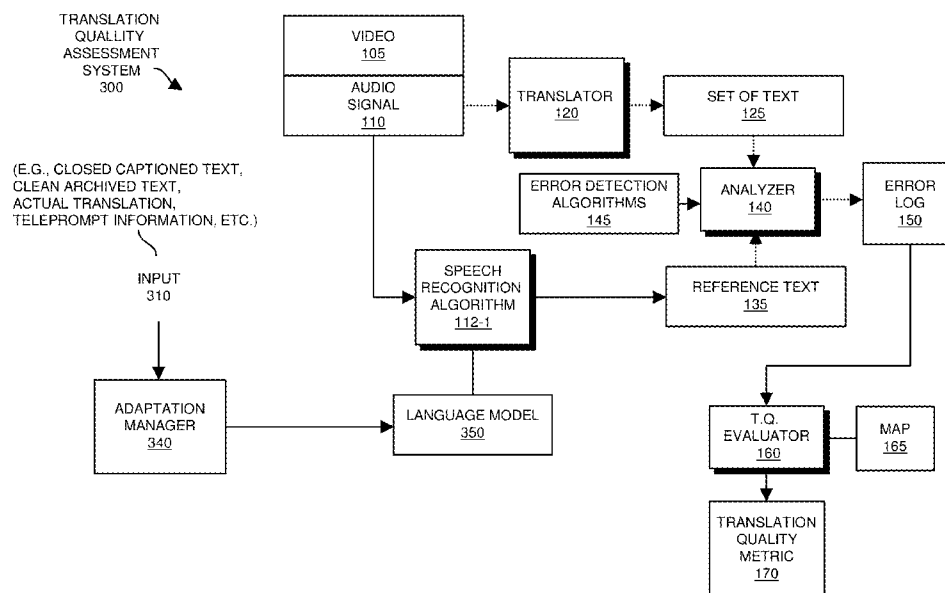 TRANSLATION
QUALLITY
ASSESSMENT
SYSTEM
300
VIDEO
105
AUDIO
SIGNAL
110
TRANSLATOR
120
SET OF TEXT
125
(E.G., CLOSED CAPTIONED TEXT,
CLEAN ARCHIVED TEXT,
ACTUAL TRANSLATION,
TELEPROMPT INFORMATION, ETC.)
ERROR DETECTION
ALGORITHMS
145
ANALYZER
140
ERROR
LOG
150
INPUT
310
SPEECH
RECOGNITION
ALGORITHM
112-1
REFERENCE TEXT
135
ADAPTATION
MANAGER
340
LANGUAGE MODEL
350
T.Q.
EVALUATOR
160
MAP
165
TRANSLATION
QUALITY
METRIC
170